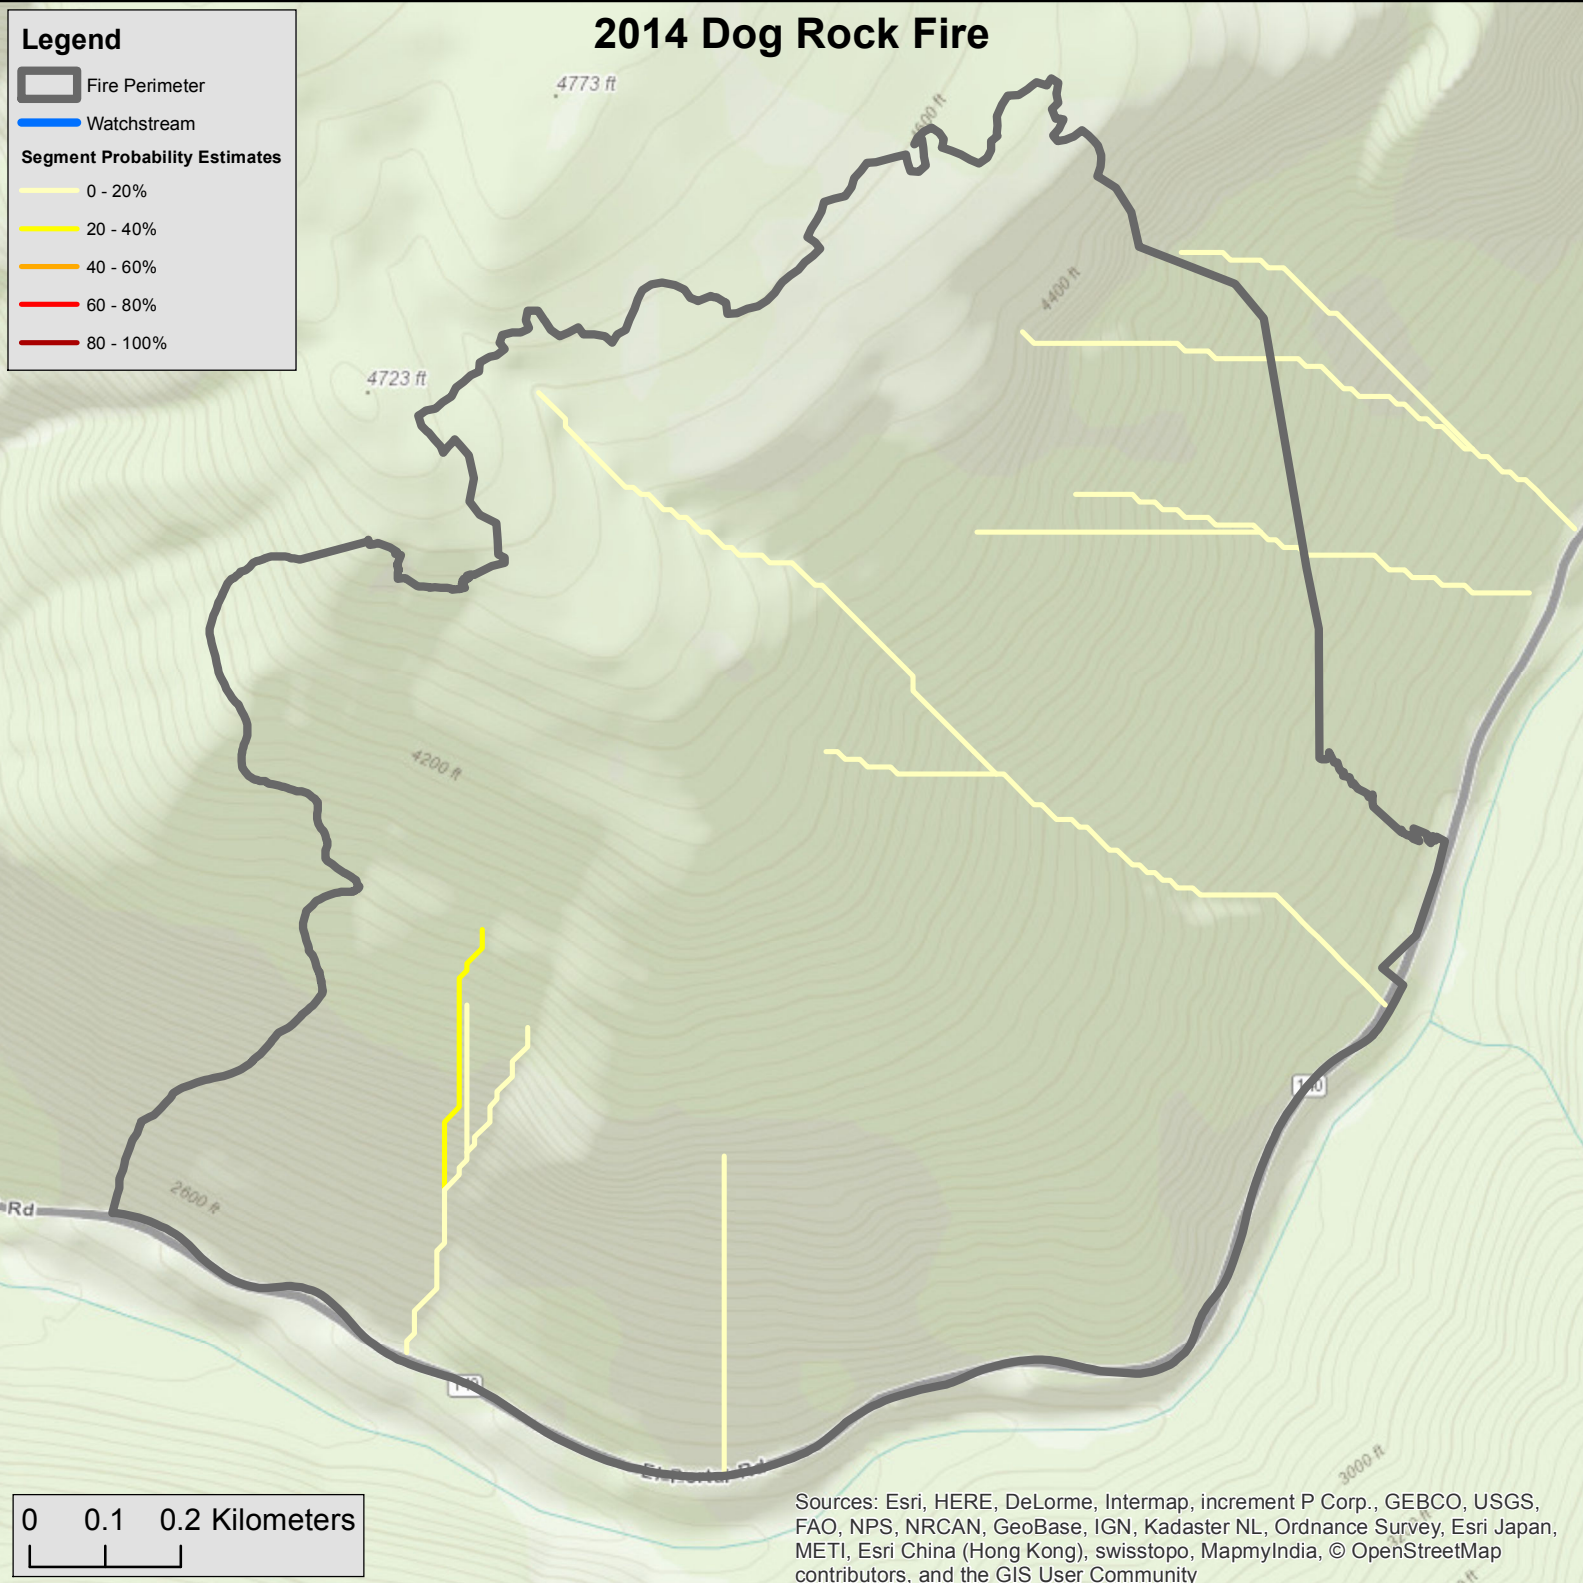 2014 Dog Rock Fire
Legend
Fire Perimeter
Watchstream
Segment Probability Estimates
0 - 20%
20 - 40%
40 - 60%
60 - 80%
80 - 100%
4773 ft
4400 ft
4723 ft
4200 ft
2600 ft
Rd
140
3000 ft
0 0.1 0.2 Kilometers
Sources: Esri, HERE, DeLorme, Intermap, increment P Corp., GEBCO, USGS,
FAO, NPS, NRCAN, GeoBase, IGN, Kadaster NL, Ordnance Survey, Esri Japan,
METI, Esri China (Hong Kong), swisstopo, MapmyIndia, © OpenStreetMap
contributors, and the GIS User Community